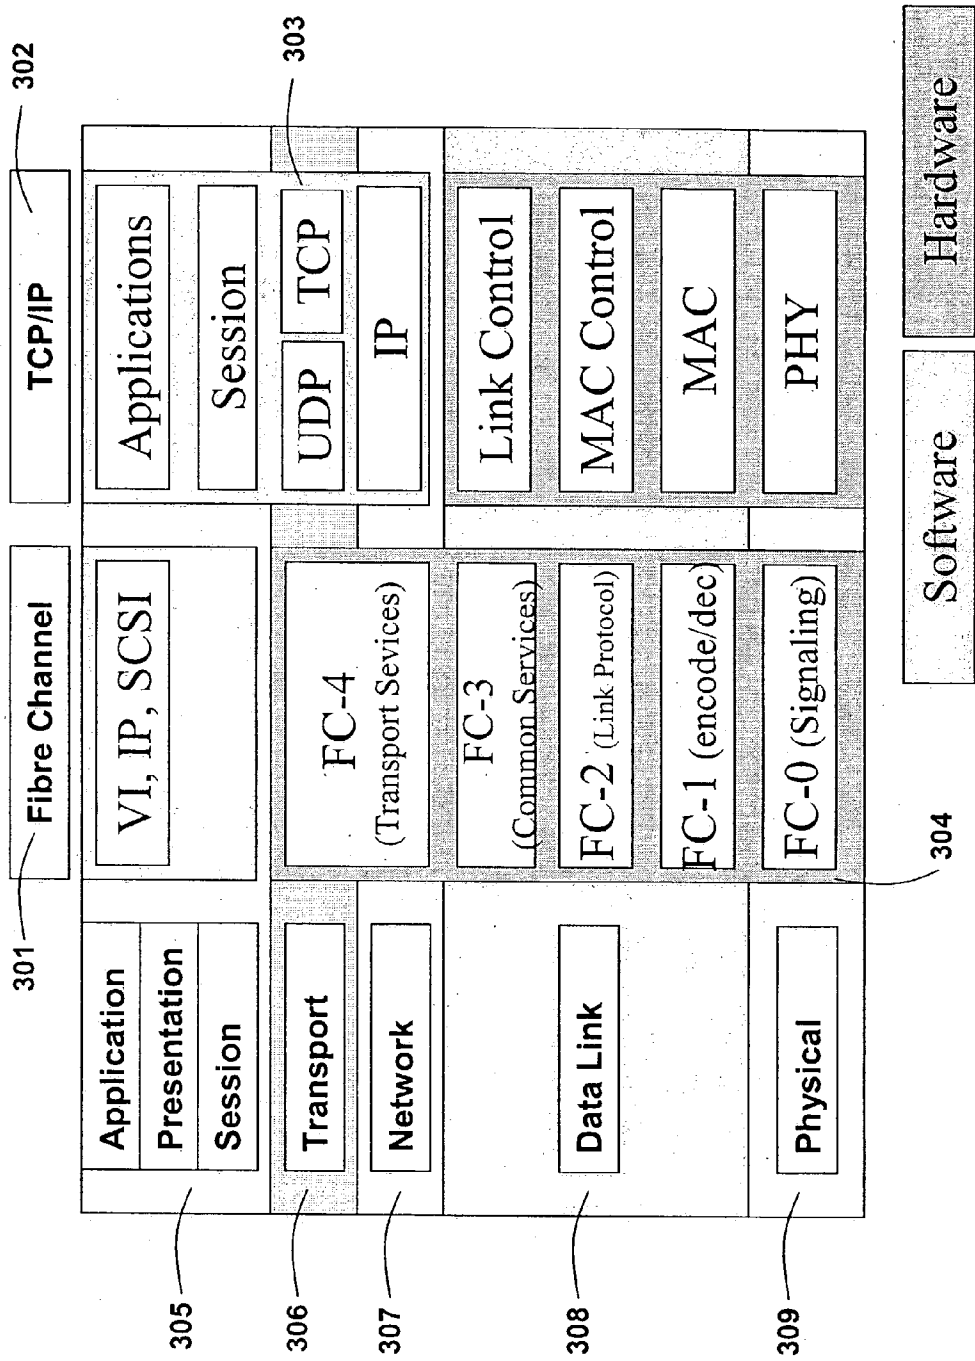 301
Fibre Channel
TCP/IP
302
305
Application
Presentation
Session
VI, IP, SCSI
Applications
Session
306
Transport
FC-4
(Transport Sevices)
UDP
TCP
303
307
Network
IP
308
Data Link
FC-3
(Common Services)
FC-2 (Link Protocol)
FC-1 (encode/dec)
Link Control
MAC Control
MAC
309
Physical
FC-0 (Signaling)
PHY
304
Software
Hardware